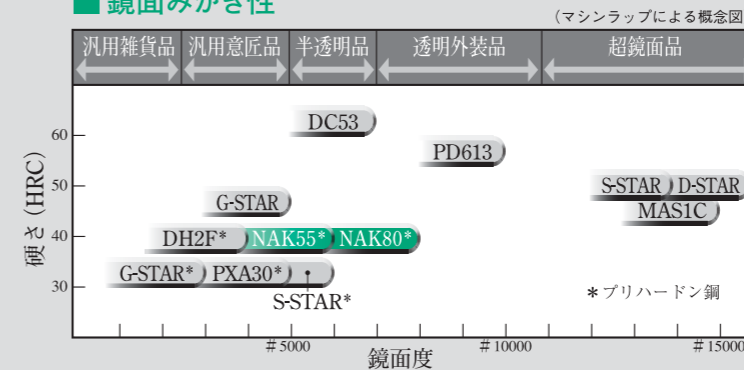 ■ 鏡面みがき性
（マシンラップによる概念図
汎用雑貨品 汎用意匠品 半透明品 透明外装品 超鏡面品
DC53
60
PD613
50
S-STAR D-STAR
G-STAR
MAS1C
40
DH2F* NAK55* NAK80*
30
G-STAR* PXA30*
S-STAR*
*プリハードン鋼
硬さ（HRC）
#5000 #10000 #15000
鏡面度